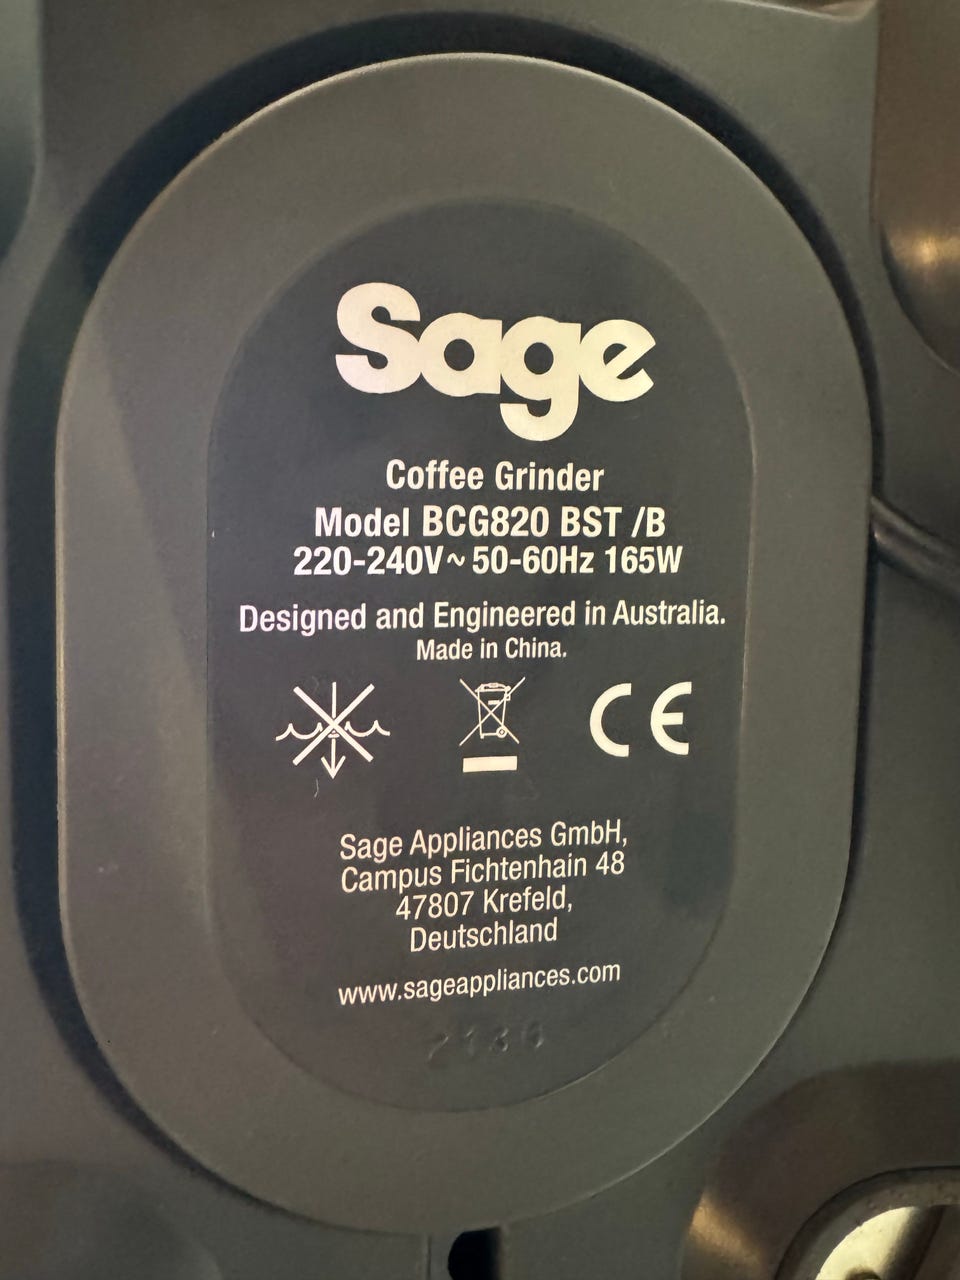 Sage
Coffee Grinder
Model BCG820 BST /B
220-240V~ 50-60Hz 165W
Designed and Engineered in Australia.
Made in China.
CE
Sage Appliances GmbH,
Campus Fichtenhain 48
47807 Krefeld,
Deutschland
www.sageappliances.com
2136